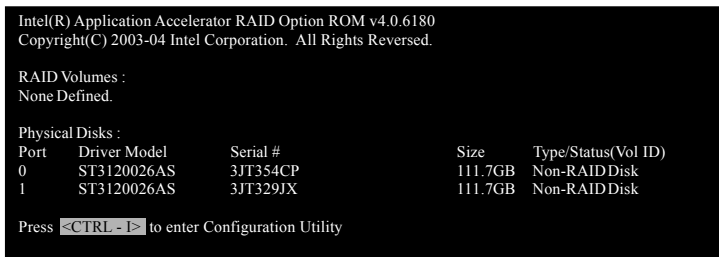 Intel(R) Application Accelerator RAID Option ROM v4.0.6180
Copyright(C) 2003-04 Intel Corporation. All Rights Reversed.
RAID Volumes :
None Defined.
Physical Disks :
Port Driver Model Serial # Size Type/Status(Vol ID)
0 ST3120026AS 3JT354CP 111.7GB Non-RAID Disk
1 ST3120026AS 3JT329JX 111.7GB Non-RAID Disk
Press <CTRL - I> to enter Configuration Utility